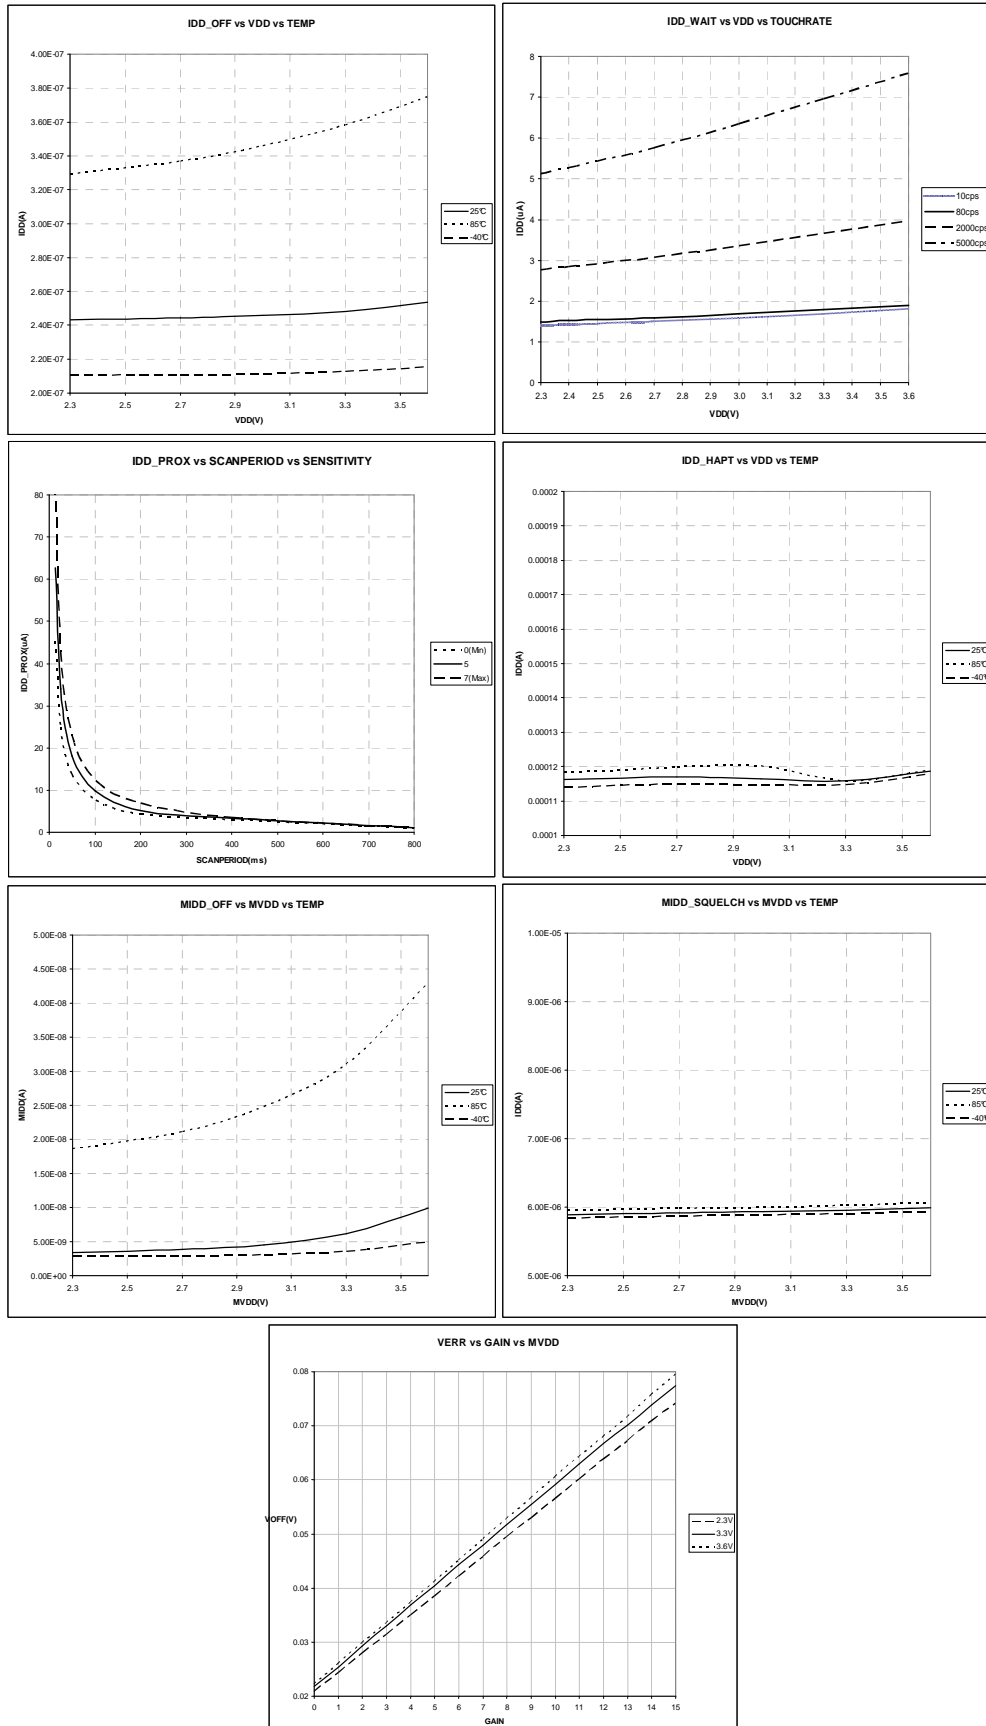 IDD_OFF vs VDD vs TEMP
4.00E-07
3.80E-07
3.60E-07
3.40E-07
3.20E-07
3.00E-07
2.80E-07
2.60E-07
2.40E-07
2.20E-07
2.00E-07
IDD(A)
2.3 2.5 2.7 2.9 3.1 3.3 3.5
VDD(V)
25°C
85°C
-40°C
IDD_WAIT vs VDD vs TOUCHRATE
8
7
6
5
4
3
2
1
0
IDD(uA)
2.3 2.4 2.5 2.6 2.7 2.8 2.9 3.0 3.1 3.2 3.3 3.4 3.5 3.6
VDD(V)
10cps
80cps
2000cps
5000cps
IDD_PROX vs SCANPERIOD vs SENSITIVITY
80
70
60
50
40
30
20
10
0
IDD_PROX(uA)
0 100 200 300 400 500 600 700 800
SCANPERIOD(ms)
0(Min)
5
7(Max)
IDD_HAPT vs VDD vs TEMP
0.0002
0.00019
0.00018
0.00017
0.00016
0.00015
0.00014
0.00013
0.00012
0.00011
0.0001
IDD(A)
2.3 2.5 2.7 2.9 3.1 3.3 3.5
VDD(V)
25°C
85°C
-40°C
MIDD_OFF vs MVDD vs TEMP
5.00E-08
4.50E-08
4.00E-08
3.50E-08
3.00E-08
2.50E-08
2.00E-08
1.50E-08
1.00E-08
5.00E-09
0.00E+00
MIDD(A)
2.3 2.5 2.7 2.9 3.1 3.3 3.5
MVDD(V)
25°C
85°C
-40°C
MIDD_SQUELCH vs MVDD vs TEMP
1.00E-05
9.00E-06
8.00E-06
7.00E-06
6.00E-06
5.00E-06
IDD(A)
2.3 2.5 2.7 2.9 3.1 3.3 3.5
MVDD(V)
25°C
85°C
-40°C
VERR vs GAIN vs MVDD
0.08
0.07
0.06
0.05
0.04
0.03
0.02
VOFF(V)
0 1 2 3 4 5 6 7 8 9 10 11 12 13 14 15
GAIN
2.3V
3.3V
3.6V